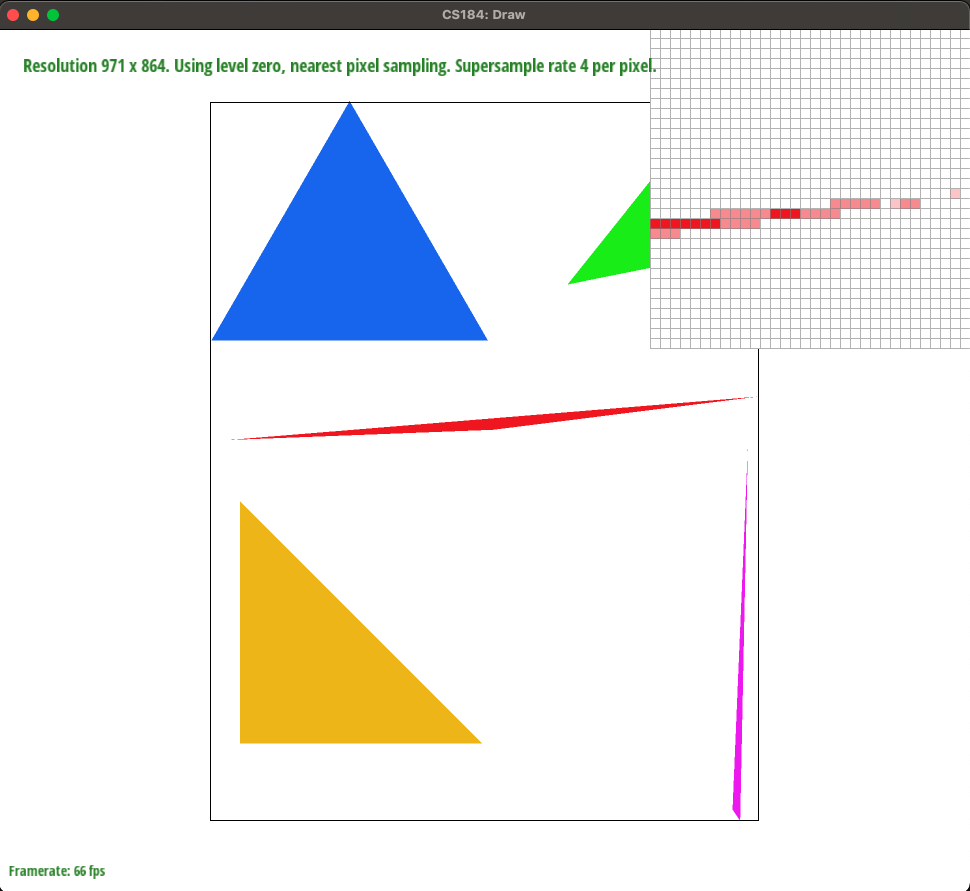 CS184: Draw
Resolution 971 x 864. Using level zero, nearest pixel sampling. Supersample rate 4 per pixel.
Framerate: 66 fps